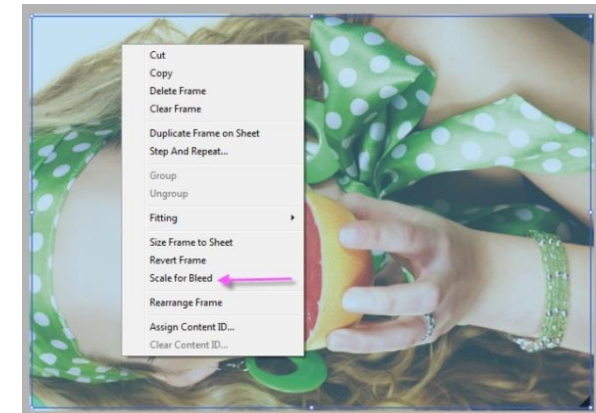 Cut
Copy
Delete Frame
Clear Frame
Duplicate Frame on Sheet
Step And Repeat...
Group
Ungroup
Fitting
Size Frame to Sheet
Revert Frame
Scale for Bleed
Rearrange Frame
Assign Content ID...
Clear Content ID...